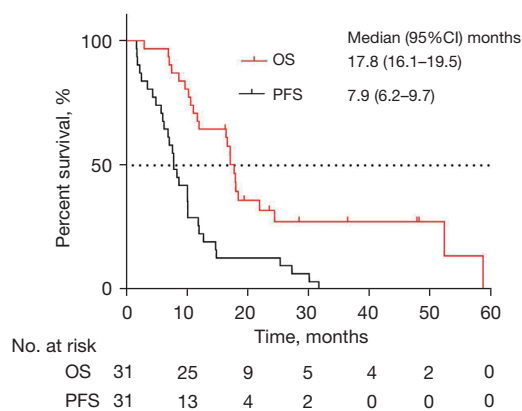 Median (95%CI) months
OS 17.8 (16.1–19.5)
PFS 7.9 (6.2–9.7)
Percent survival, %
100
50
0
0 10 20 30 40 50 60
Time, months
No. at risk
OS 31 25 9 5 4 2 0
PFS 31 13 4 2 0 0 0